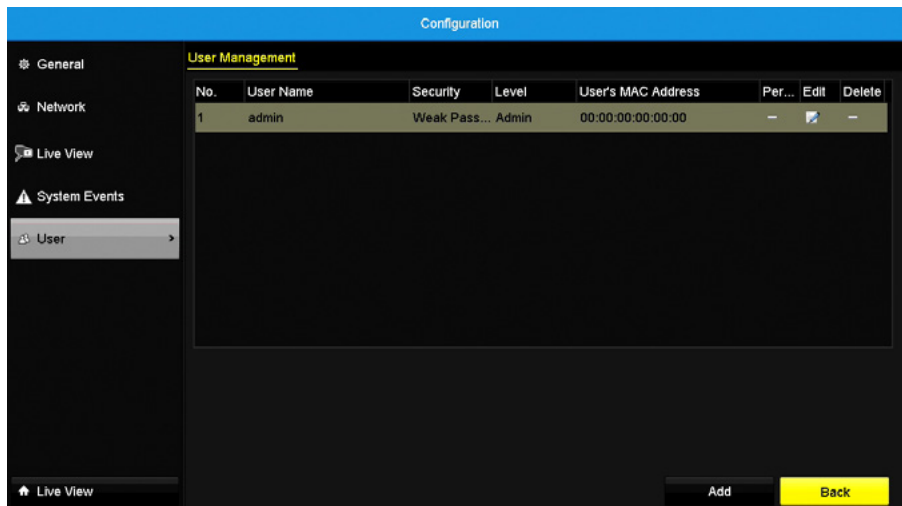 Configuration
General
Network
Live View
System Events
User
Live View
User Management
No. User Name Security Level User's MAC Address Per... Edit Delete
1 admin Weak Pass... Admin 00:00:00:00:00:00 – –
Add Back